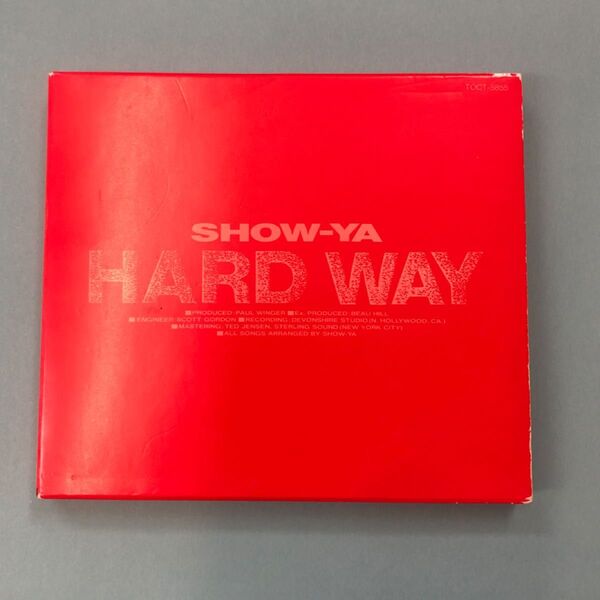 TOCT-5855
SHOW-YA
HARD WAY
■PRODUCED: PAUL WINGER ■Ex. PRODUCED: BEAU HILL
■ENGINEER: SCOTT GORDON ■RECORDING: DEVONSHIRE STUDIO(N. HOLLYWOOD, CA.)
■MASTERING: TED JENSEN, STERLING SOUND(NEW YORK CITY)
■ALL SONGS ARRANGED BY SHOW-YA